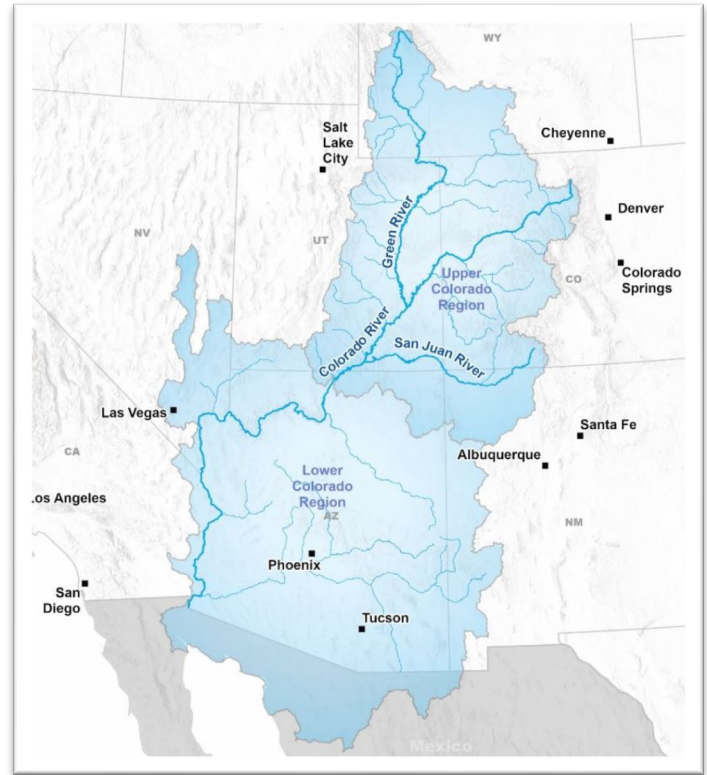 WY
Salt
Lake
City
Cheyenne
Green River
Denver
NV
UT
Upper
Colorado
Region
CO
Colorado
Springs
Colorado River
San Juan River
Las Vegas
Santa Fe
CA
Albuquerque
Lower
Colorado
Region
os Angeles
AZ
NM
Phoenix
San
Diego
Tucson
Mexico